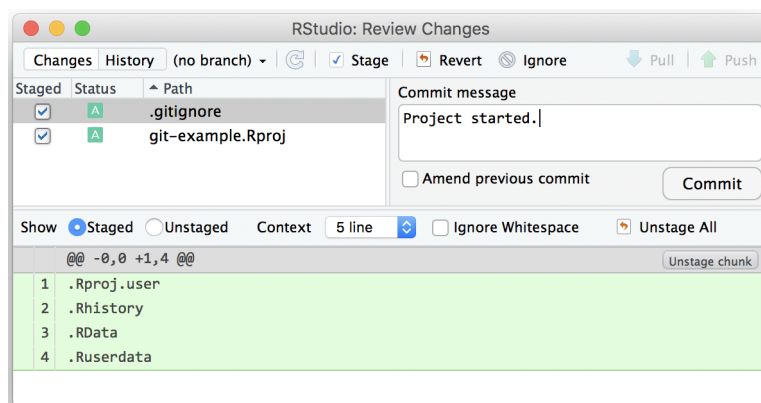 RStudio: Review Changes
Changes History (no branch) Stage Revert Ignore Pull Push
Staged Status Path
A .gitignore
A git-example.Rproj
Commit message
Project started.
Amend previous commit
Commit
Show Staged Unstaged Context 5 line Ignore Whitespace Unstage All
@@ -0,0 +1,4 @@ Unstage chunk
1 .Rproj.user
2 .Rhistory
3 .RData
4 .Ruserdata